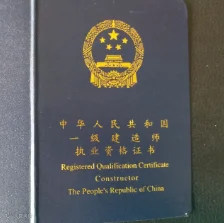 中华人民共和国
一级建造师
执业资格证书
Registered Qualification Certificate
Constructor
The People's Republic of China